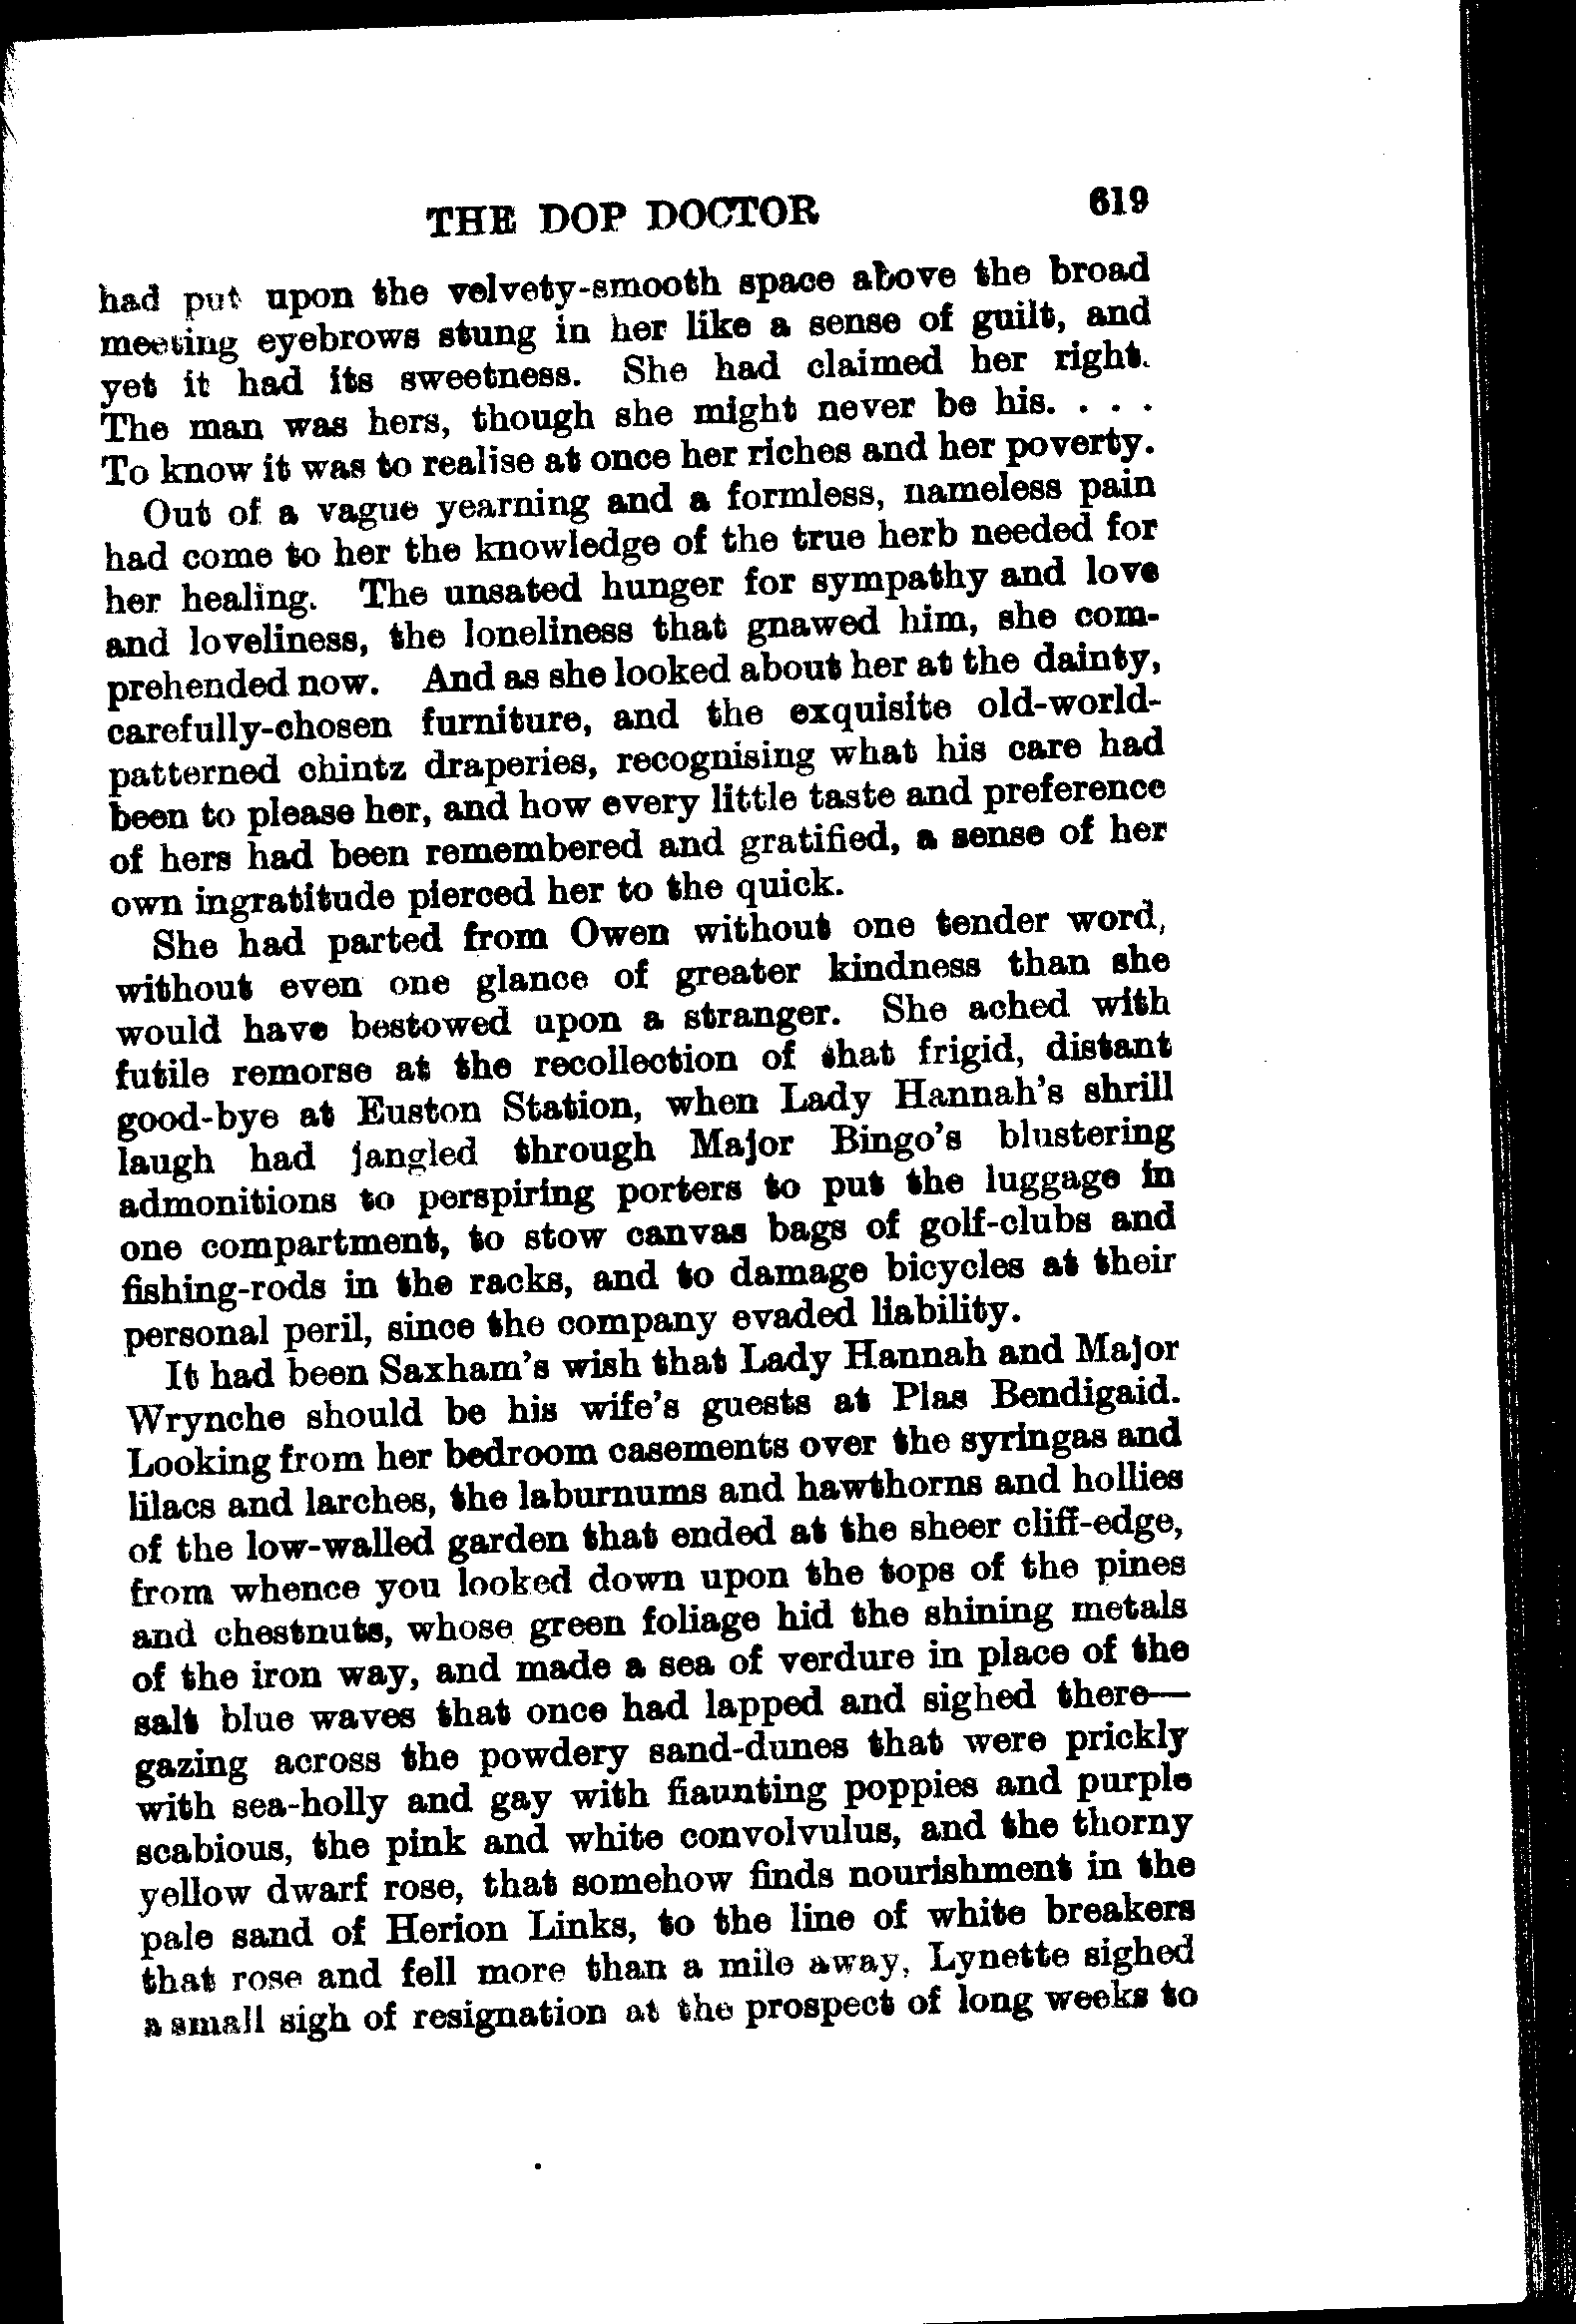 THE DOP DOCTOR 619
had put upon the velvety-smooth space above the broad
meeting eyebrows stung in her like a sense of guilt, and
yet it had its sweetness. She had claimed her right.
The man was hers, though she might never be his. . . .
To know it was to realise at once her riches and her poverty.
Out of a vague yearning and a formless, nameless pain
had come to her the knowledge of the true herb needed for
her healing. The unsated hunger for sympathy and love
and loveliness, the loneliness that gnawed him, she com-
prehended now. And as she looked about her at the dainty,
carefully-chosen furniture, and the exquisite old-world-
patterned chintz draperies, recognising what his care had
been to please her, and how every little taste and preference
of hers had been remembered and gratified, a sense of her
own ingratitude pierced her to the quick.
She had parted from Owen without one tender word,
without even one glance of greater kindness than she
would have bestowed upon a stranger. She ached with
futile remorse at the recollection of that frigid, distant
good-bye at Euston Station, when Lady Hannah's shrill
laugh had jangled through Major Bingo's blustering
admonitions to perspiring porters to put the luggage in
one compartment, to stow canvas bags of golf-clubs and
fishing-rods in the racks, and to damage bicycles at their
personal peril, since the company evaded liability.
It had been Saxham's wish that Lady Hannah and Major
Wrynche should be his wife's guests at Plas Bendigaid.
Looking from her bedroom casements over the syringas and
lilacs and larches, the laburnums and hawthorns and hollies
of the low-walled garden that ended at the sheer cliff-edge,
from whence you looked down upon the tops of the pines
and chestnuts, whose green foliage hid the shining metals
of the iron way, and made a sea of verdure in place of the
salt blue waves that once had lapped and sighed there—
gazing across the powdery sand-dunes that were prickly
with sea-holly and gay with flaunting poppies and purple
scabious, the pink and white convolvulus, and the thorny
yellow dwarf rose, that somehow finds nourishment in the
pale sand of Herion Links, to the line of white breakers
that rose and fell more than a mile away, Lynette sighed
a small sigh of resignation at the prospect of long weeks to